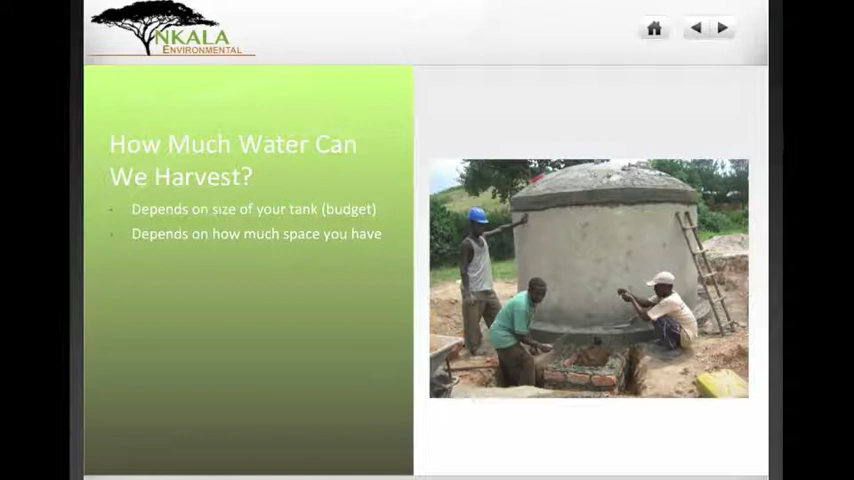 NKALA
ENVIRONMENTAL
How Much Water Can
We Harvest?
Depends on size of your tank (budget)
Depends on how much space you have